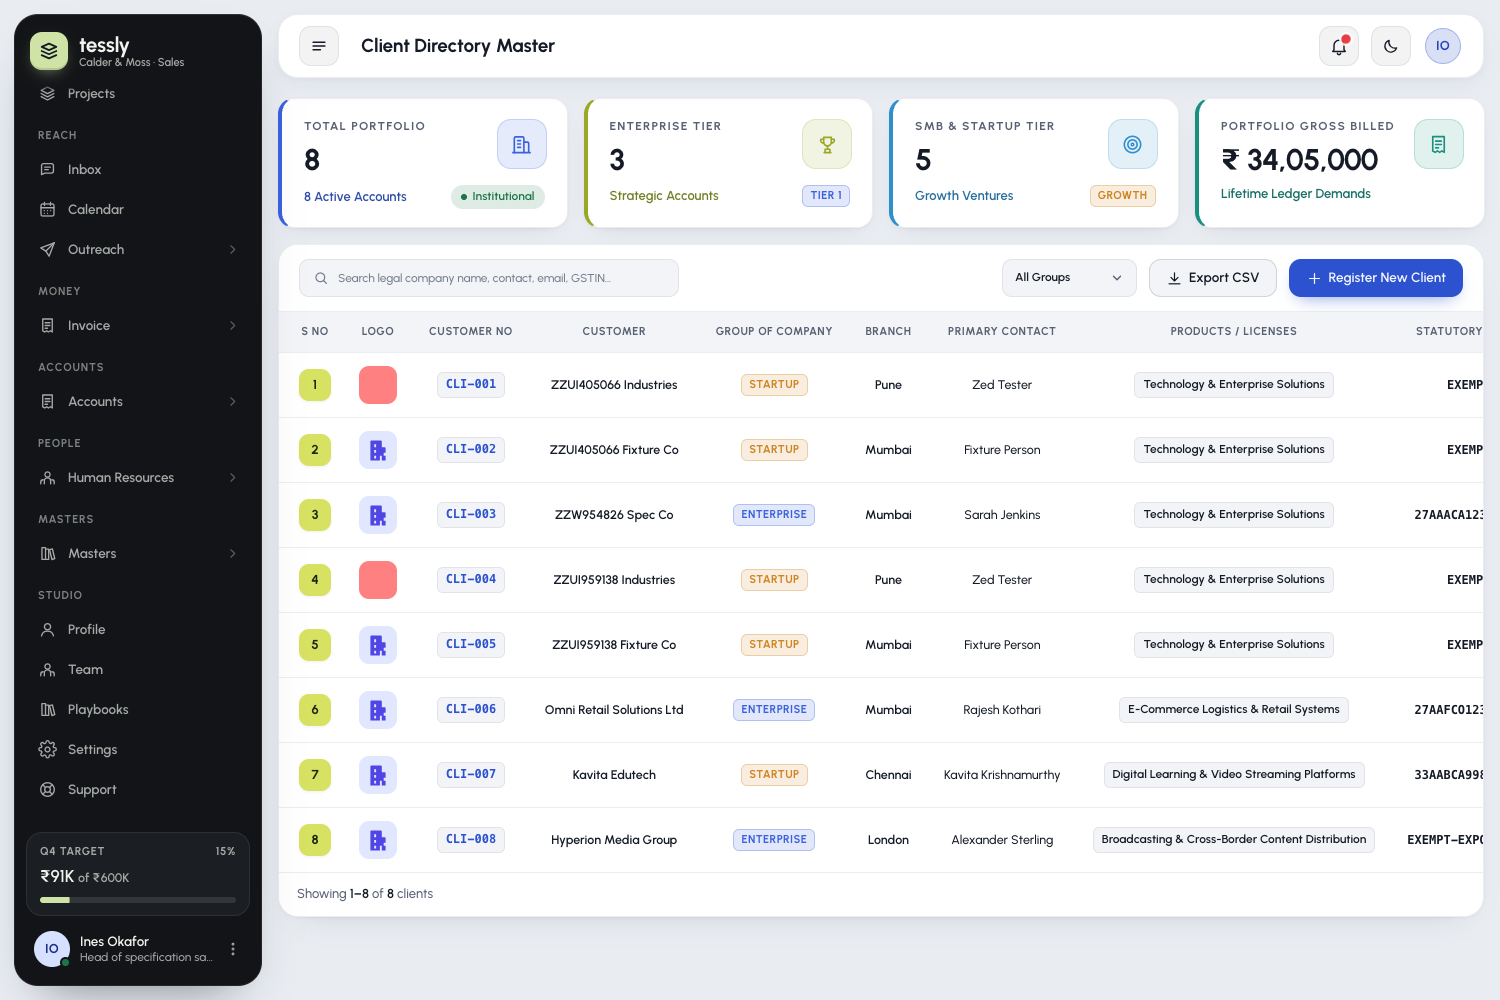 tessly
Calder & Moss · Sales
Projects
REACH
Inbox
Calendar
Outreach
MONEY
Invoice
ACCOUNTS
Accounts
PEOPLE
Human Resources
MASTERS
Masters
STUDIO
Profile
Team
Playbooks
Settings
Support
Q4 TARGET 15%
₹91K of ₹600K
IO
Ines Okafor
Head of specification sa...
Client Directory Master
IO
TOTAL PORTFOLIO
8
8 Active Accounts
Institutional
ENTERPRISE TIER
3
Strategic Accounts
TIER 1
SMB & STARTUP TIER
5
Growth Ventures
GROWTH
PORTFOLIO GROSS BILLED
₹ 34,05,000
Lifetime Ledger Demands
Search legal company name, contact, email, GSTIN...
All Groups
Export CSV
Register New Client
S NO LOGO CUSTOMER NO CUSTOMER GROUP OF COMPANY BRANCH PRIMARY CONTACT PRODUCTS / LICENSES STATUTORY
1 CLI-001 ZZUI405066 Industries STARTUP Pune Zed Tester Technology & Enterprise Solutions EXEMP
2 CLI-002 ZZUI405066 Fixture Co STARTUP Mumbai Fixture Person Technology & Enterprise Solutions EXEMP
3 CLI-003 ZZW954826 Spec Co ENTERPRISE Mumbai Sarah Jenkins Technology & Enterprise Solutions 27AAACA123
4 CLI-004 ZZUI959138 Industries STARTUP Pune Zed Tester Technology & Enterprise Solutions EXEMP
5 CLI-005 ZZUI959138 Fixture Co STARTUP Mumbai Fixture Person Technology & Enterprise Solutions EXEMP
6 CLI-006 Omni Retail Solutions Ltd ENTERPRISE Mumbai Rajesh Kothari E-Commerce Logistics & Retail Systems 27AAFCO123
7 CLI-007 Kavita Edutech STARTUP Chennai Kavita Krishnamurthy Digital Learning & Video Streaming Platforms 33AABCA998
8 CLI-008 Hyperion Media Group ENTERPRISE London Alexander Sterling Broadcasting & Cross-Border Content Distribution EXEMPT-EXPO
Showing 1–8 of 8 clients